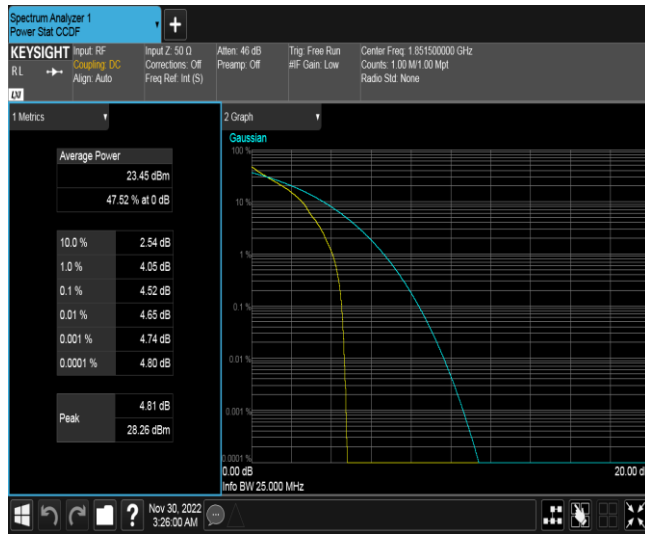 Spectrum Analyzer 1
Power Stat CCDF
+
KEYSIGHT
RL
LXI
Input: RF
Coupling: DC
Align: Auto
Input Z: 50 Ω
Corrections: Off
Freq Ref: Int (S)
Atten: 46 dB
Preamp: Off
Trig: Free Run
#IF Gain: Low
Center Freq: 1.851500000 GHz
Counts: 1.00 M/1.00 Mpt
Radio Std: None
1 Metrics
Average Power
23.45 dBm
47.52 % at 0 dB
10.0 % 2.54 dB
1.0 % 4.05 dB
0.1 % 4.52 dB
0.01 % 4.65 dB
0.001 % 4.74 dB
0.0001 % 4.80 dB
Peak
4.81 dB
28.26 dBm
2 Graph
Gaussian
100 %
10 %
1 %
0.1 %
0.01 %
0.001 %
0.0001 %
0.00 dB
20.00 d
Info BW 25.000 MHz
?
Nov 30, 2022
3:26:00 AM